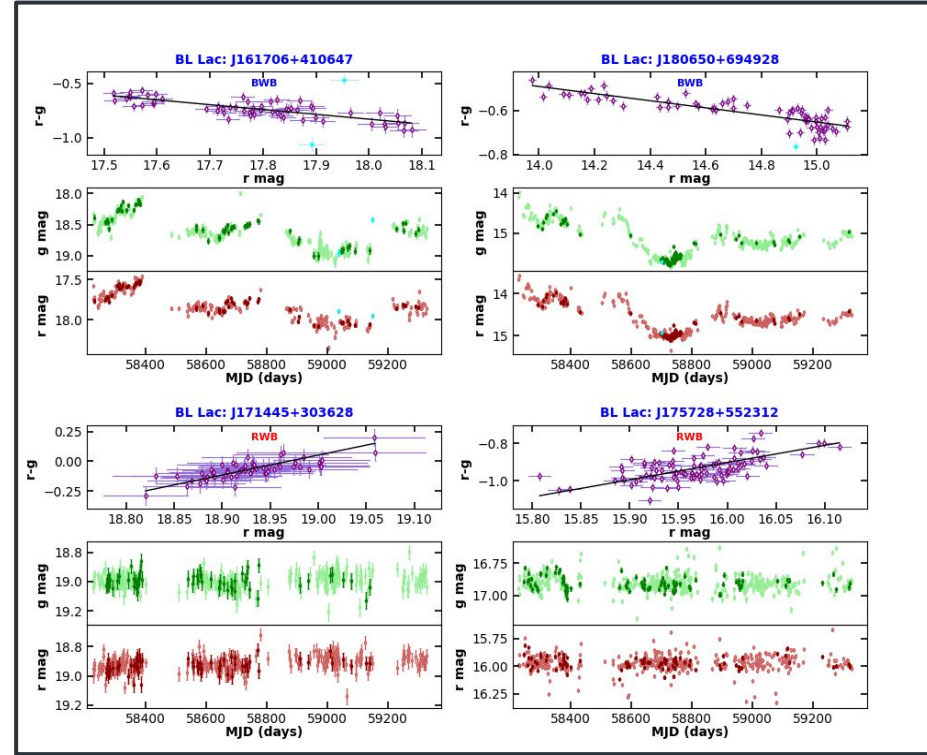 BL Lac: J161706+410647
BWB
r-g
−0.5
−1.0
17.5 17.6 17.7 17.8 17.9 18.0 18.1
r mag
g mag
18.0
18.5
19.0
r mag
17.5
18.0
58400 58600 58800 59000 59200
MJD (days)
BL Lac: J180650+694928
BWB
r-g
−0.6
−0.8
14.0 14.2 14.4 14.6 14.8 15.0
r mag
g mag
14
15
r mag
14
15
58400 58600 58800 59000 59200
MJD (days)
BL Lac: J171445+303628
RWB
r-g
0.25
0.00
−0.25
18.80 18.85 18.90 18.95 19.00 19.05 19.10
r mag
g mag
18.8
19.0
19.2
r mag
18.8
19.0
19.2
58400 58600 58800 59000 59200
MJD (days)
BL Lac: J175728+552312
RWB
r-g
−0.8
−1.0
15.80 15.85 15.90 15.95 16.00 16.05 16.10
r mag
g mag
16.75
17.00
r mag
15.75
16.00
16.25
58400 58600 58800 59000 59200
MJD (days)